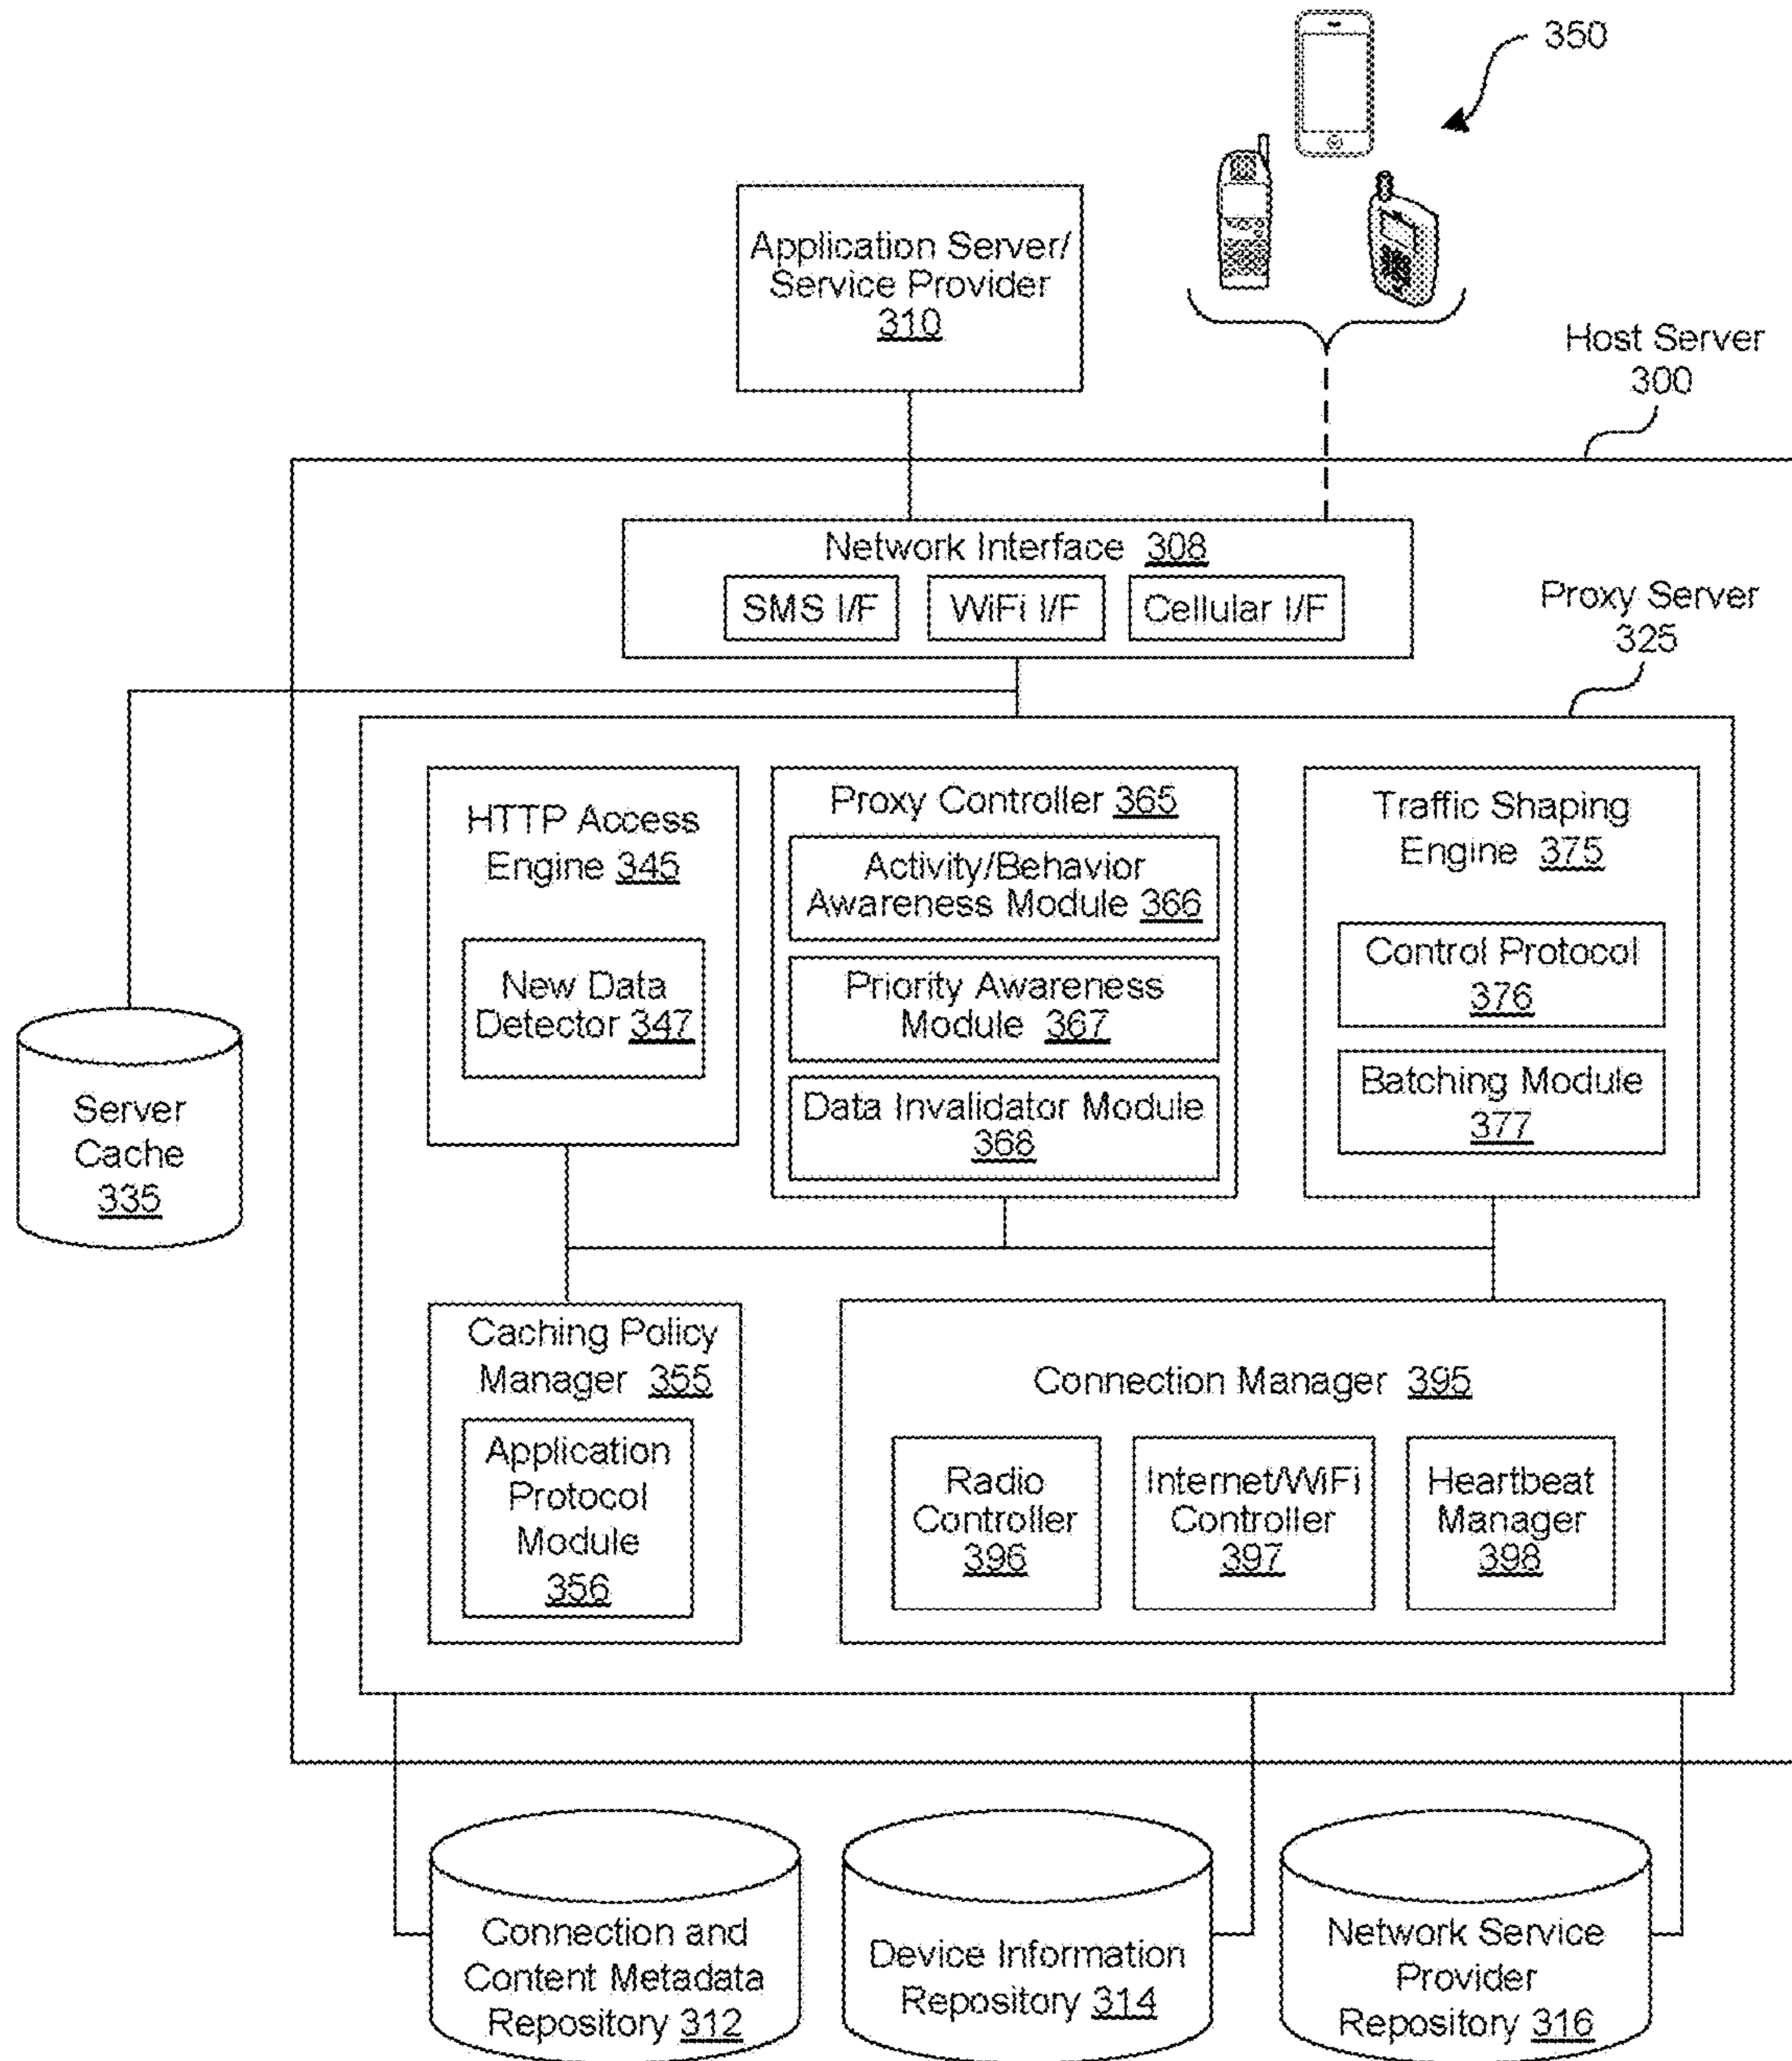 350
Application Server/
Service Provider
310
Host Server
300
Network Interface 308
SMS I/F
WiFi I/F
Cellular I/F
Proxy Server
325
HTTP Access
Engine 345
New Data
Detector 347
Proxy Controller 365
Activity/Behavior
Awareness Module 366
Priority Awareness
Module 367
Data Invalidator Module
368
Traffic Shaping
Engine 375
Control Protocol
376
Batching Module
377
Server
Cache
335
Caching Policy
Manager 355
Application
Protocol
Module
356
Connection Manager 395
Radio
Controller
396
Internet/WiFi
Controller
397
Heartbeat
Manager
398
Connection and
Content Metadata
Repository 312
Device Information
Repository 314
Network Service
Provider
Repository 316